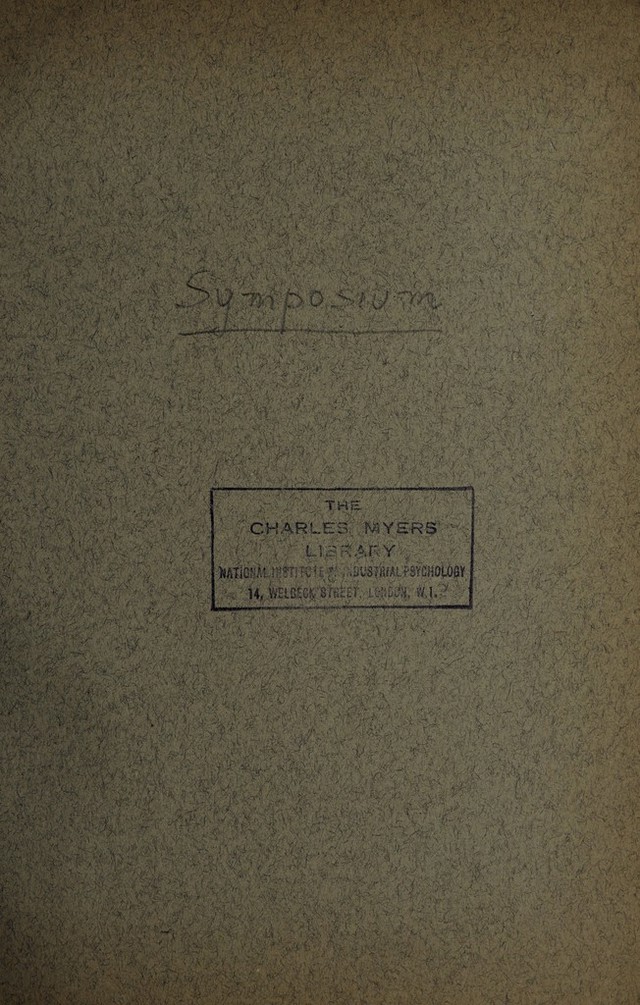 Symposium
THE
CHARLES MYERS
LIBRARY
NATIONAL INSTITUTE OF INDUSTRIAL PSYCHOLOGY
14, WELBECK STREET, LONDON, W.1.